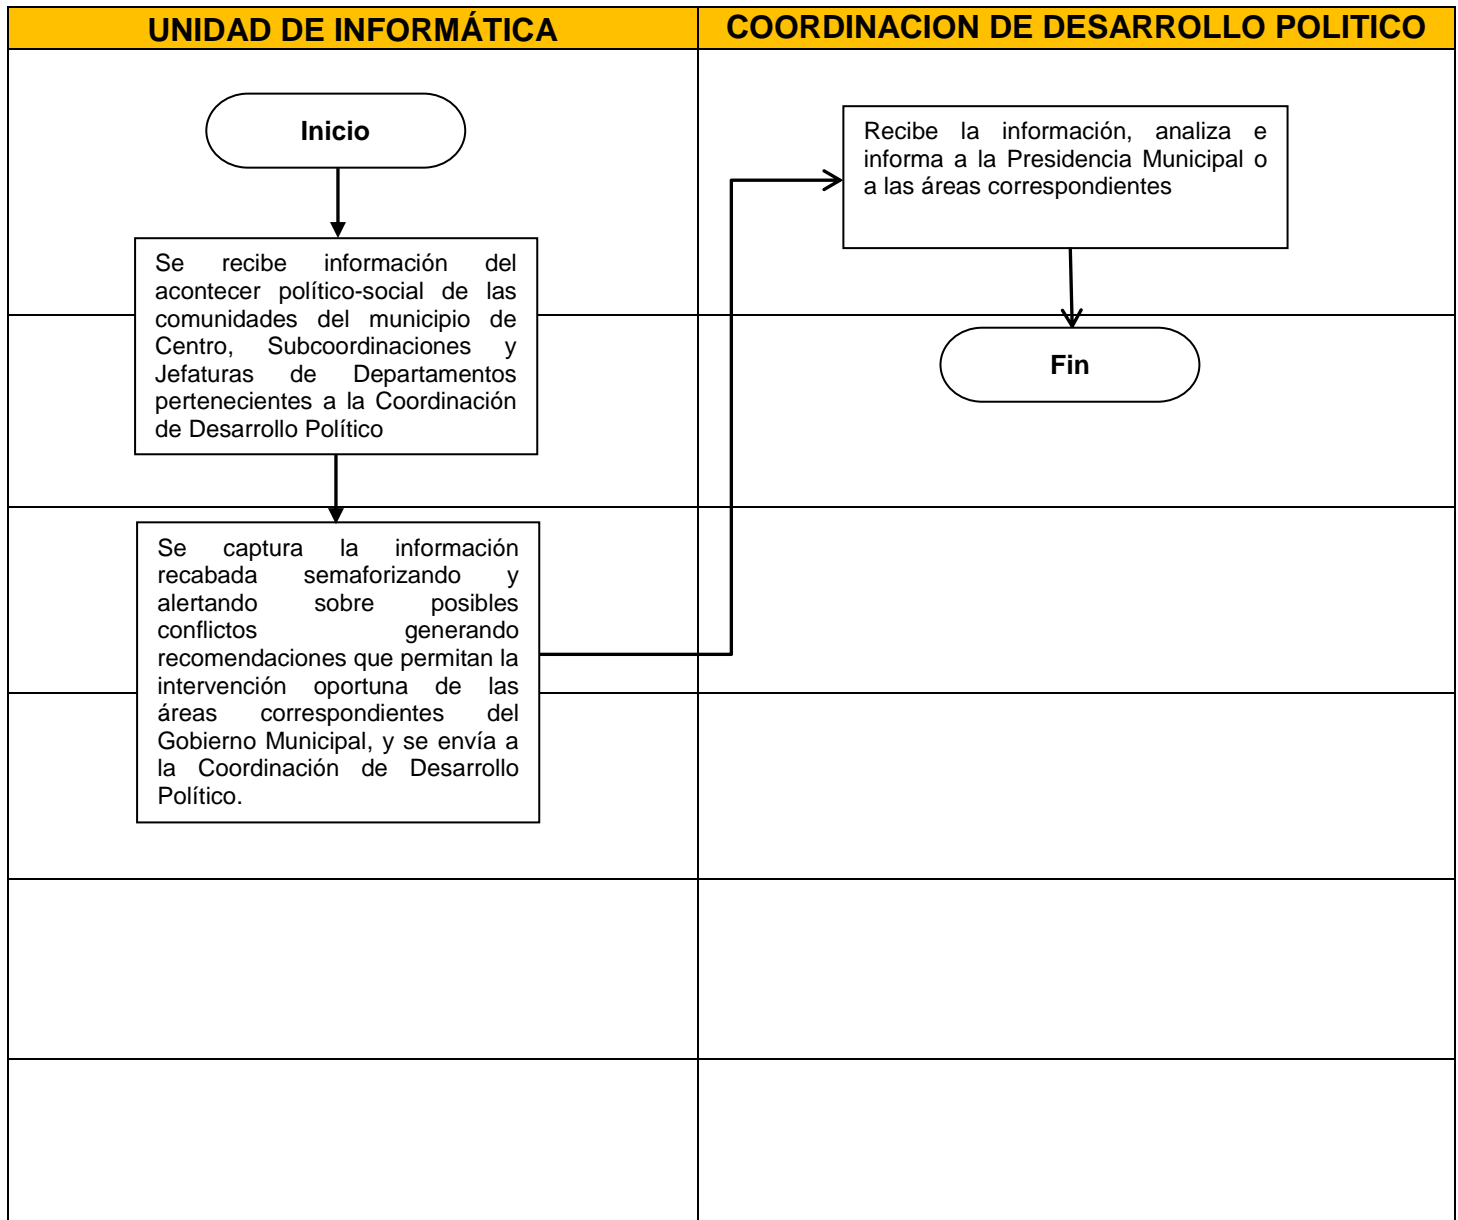 UNIDAD DE INFORMÁTICA
COORDINACION DE DESARROLLO POLITICO
Inicio
Se recibe información del
acontecer político-social de las
comunidades del municipio de
Centro, Subcoordinaciones y
Jefaturas de Departamentos
pertenecientes a la Coordinación
de Desarrollo Político
Se captura la información
recabada semaforizando y
alertando sobre posibles
conflictos generando
recomendaciones que permitan la
intervención oportuna de las
áreas correspondientes del
Gobierno Municipal, y se envía a
la Coordinación de Desarrollo
Político.
Recibe la información, analiza e
informa a la Presidencia Municipal o
a las áreas correspondientes
Fin